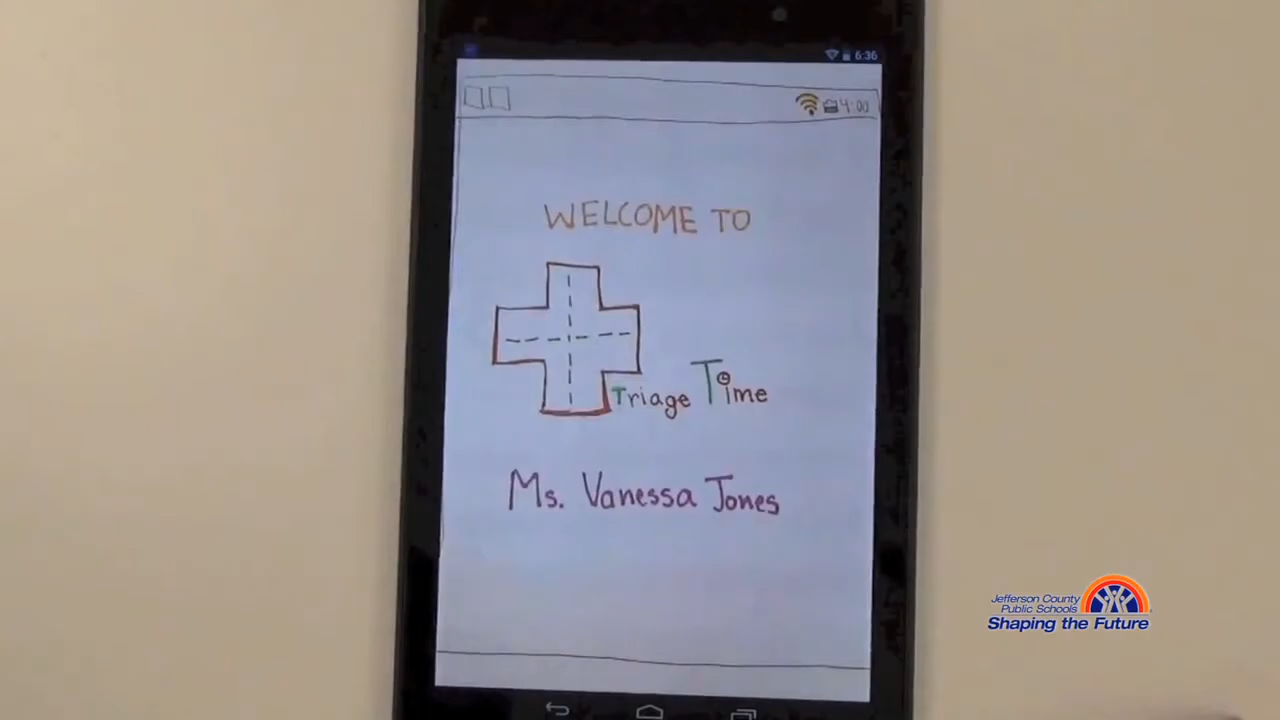 6:36
4:00
WELCOME TO
Triage Time
Ms. Vanessa Jones
Jefferson County
Public Schools
Shaping the Future